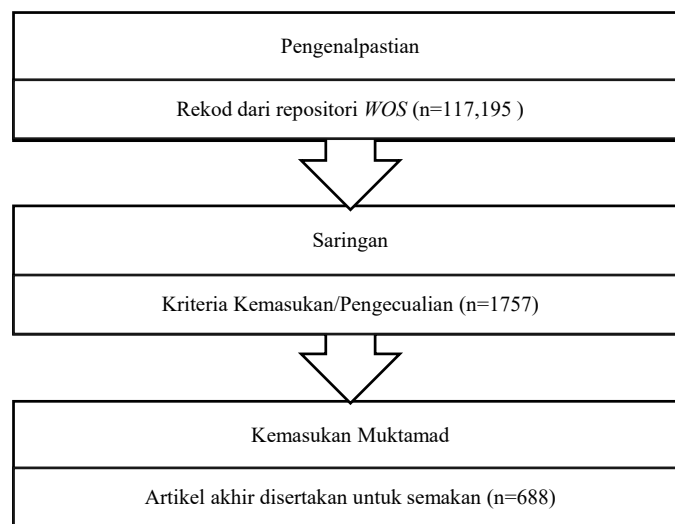 Pengenalpastian
Rekod dari repositori WOS (n=117,195 )
Saringan
Kriteria Kemasukan/Pengecualian (n=1757)
Kemasukan Muktamad
Artikel akhir disertakan untuk semakan (n=688)